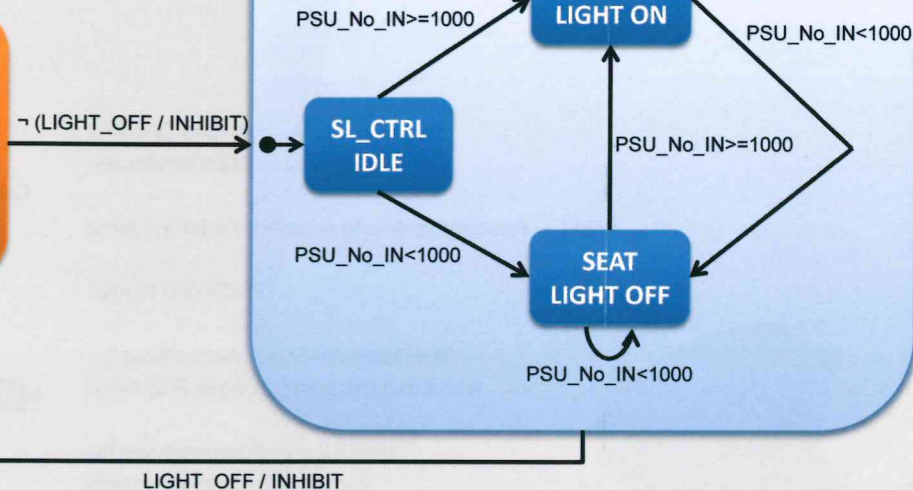 PSU_No_IN>=1000
LIGHT ON
PSU_No_IN<1000
¬ (LIGHT_OFF / INHIBIT)
SL_CTRL
IDLE
PSU_No_IN>=1000
PSU_No_IN<1000
SEAT
LIGHT OFF
PSU_No_IN<1000
LIGHT_OFF / INHIBIT